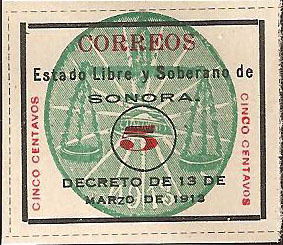 CORREOS
Estado Libre y Soberano de
SONORA.
CINCO CENTAVOS
5
CINCO CENTAVOS
DECRETO DE 13 DE
MARZO DE 1913